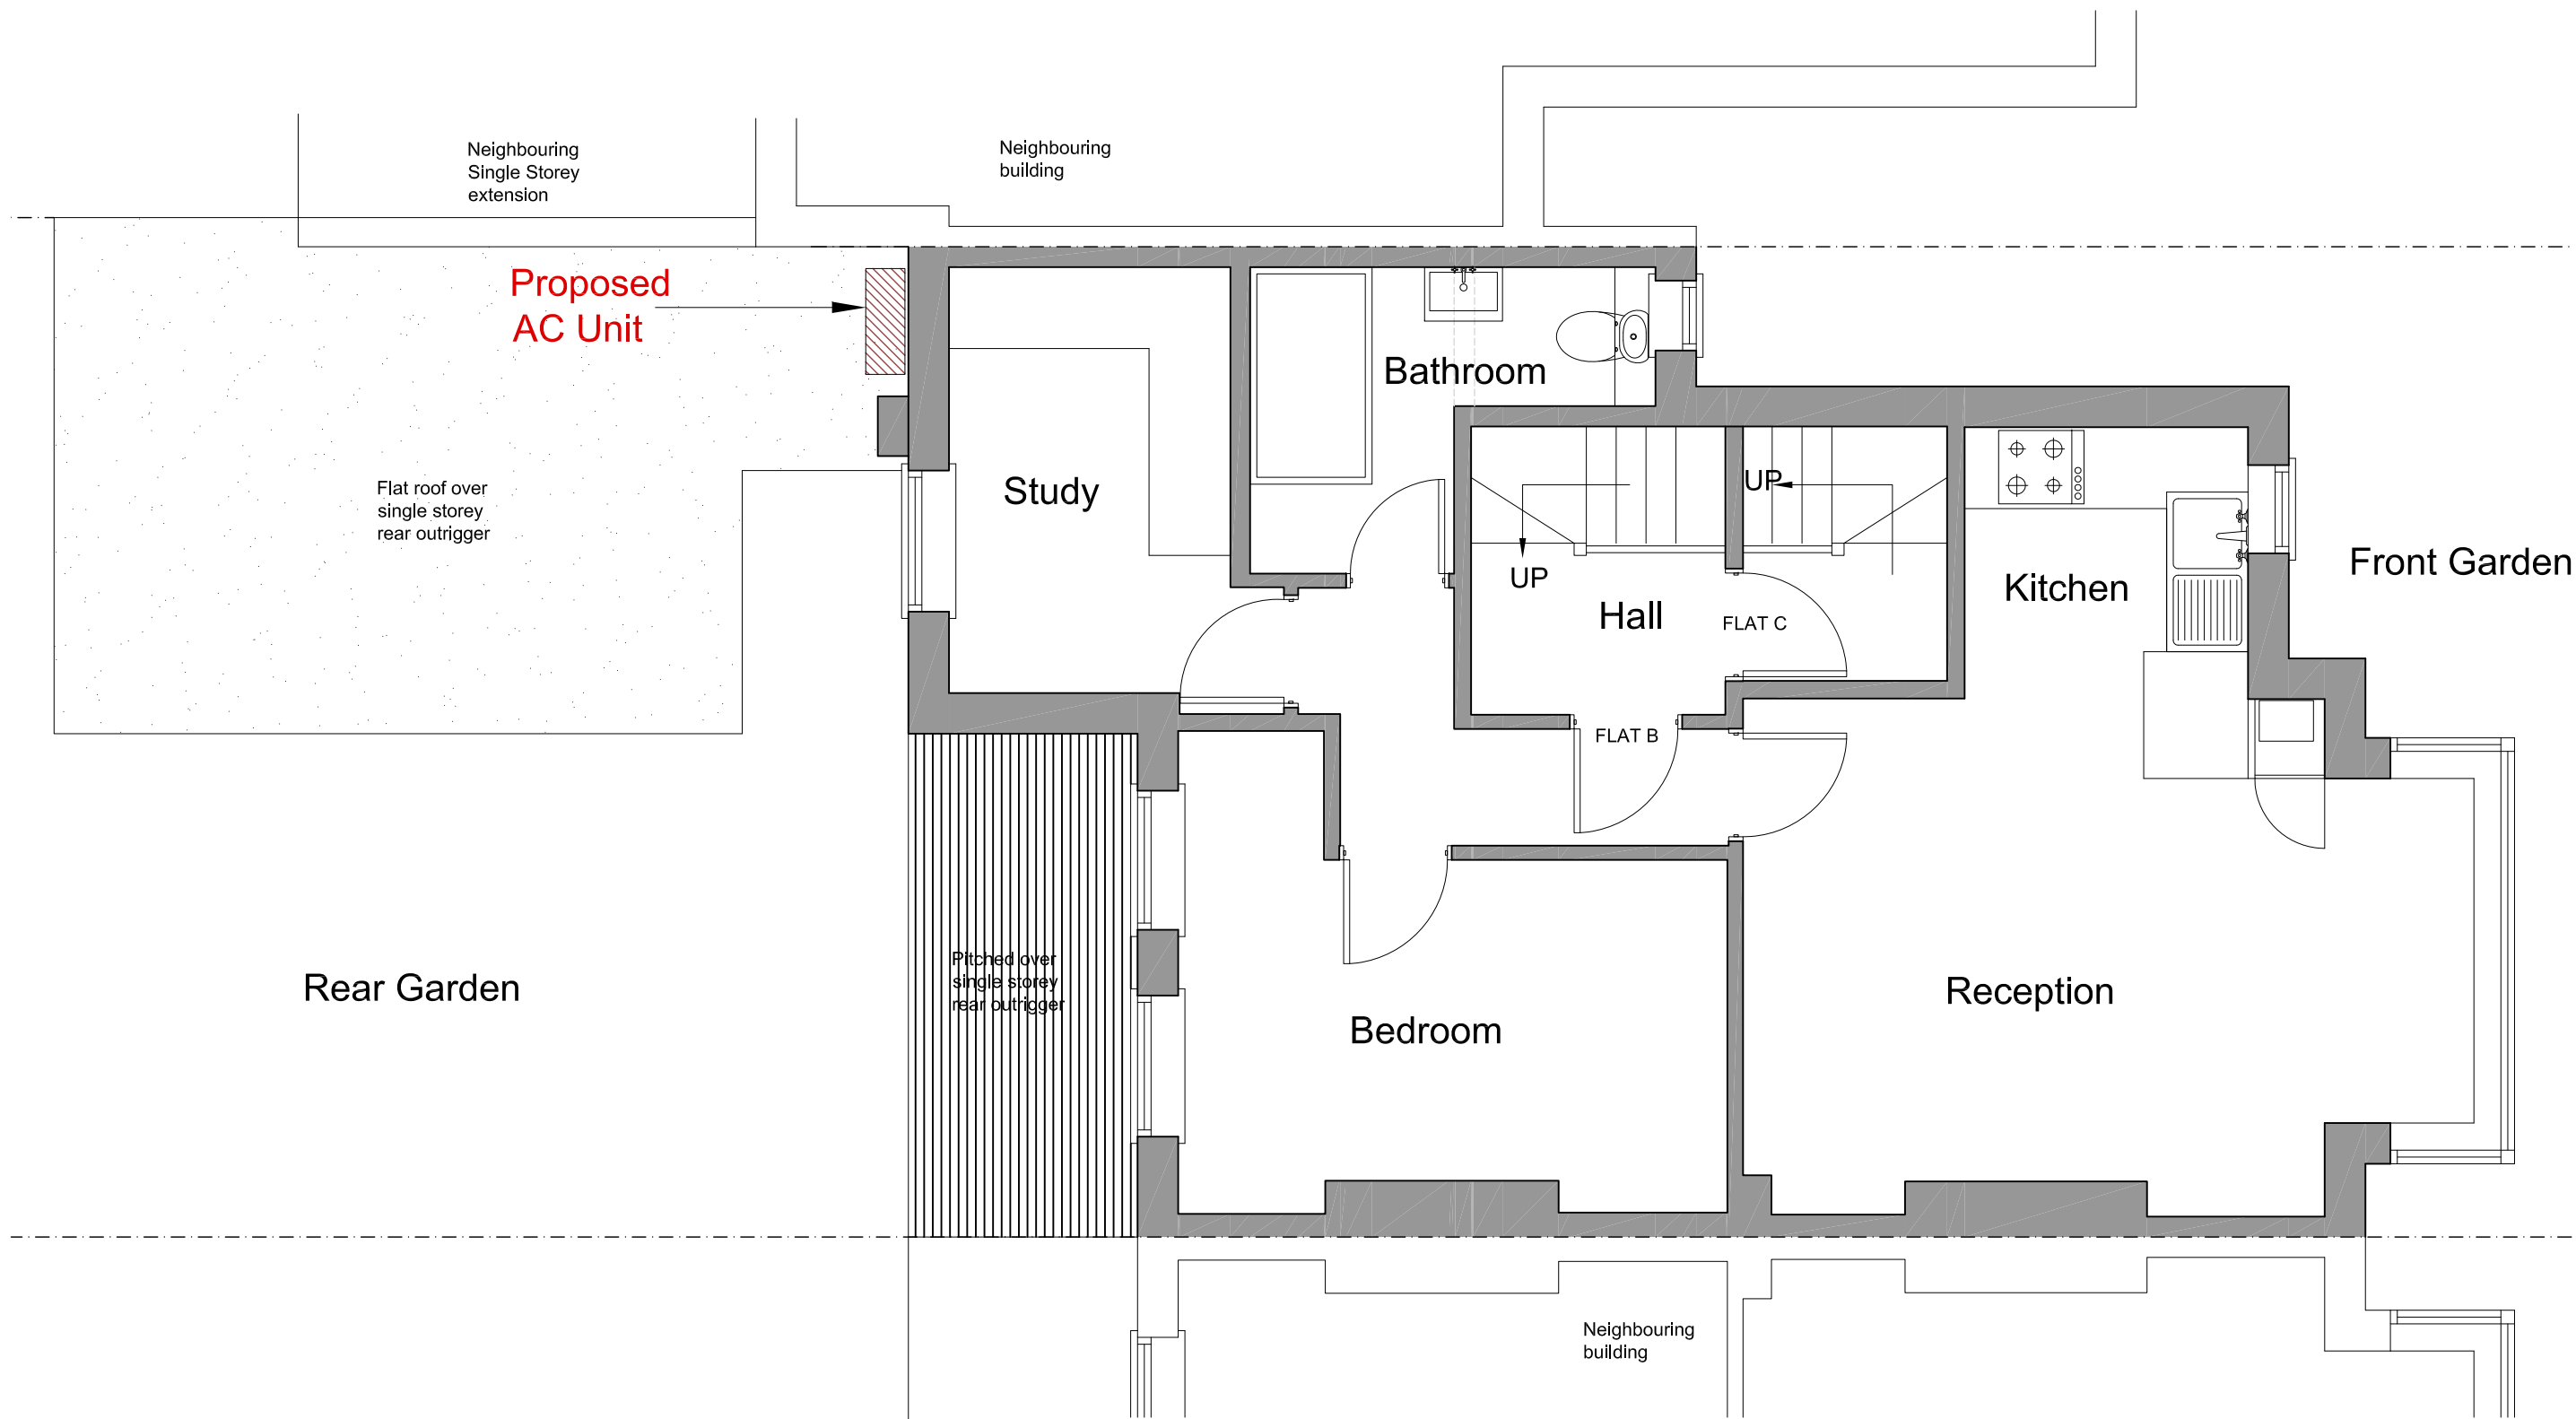 Neighbouring
Single Storey
extension
Neighbouring
building
Proposed
AC Unit
Bathroom
Study
UP
UP
Flat roof over
single storey
rear outrigger
Hall
FLAT C
Kitchen
Front Garden
FLAT B
Pitched over
single storey
rear outrigger
Rear Garden
Bedroom
Reception
Neighbouring
building